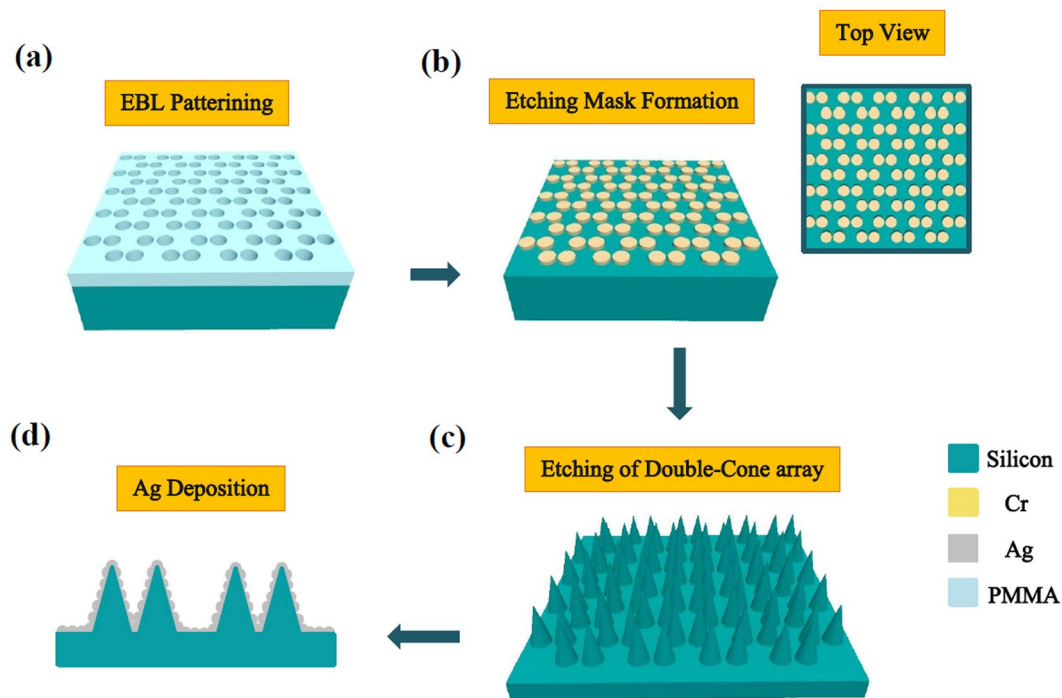 (a)
EBL Patterining
(b)
Etching Mask Formation
Top View
(d)
Ag Deposition
(c)
Etching of Double-Cone array
Silicon
Cr
Ag
PMMA